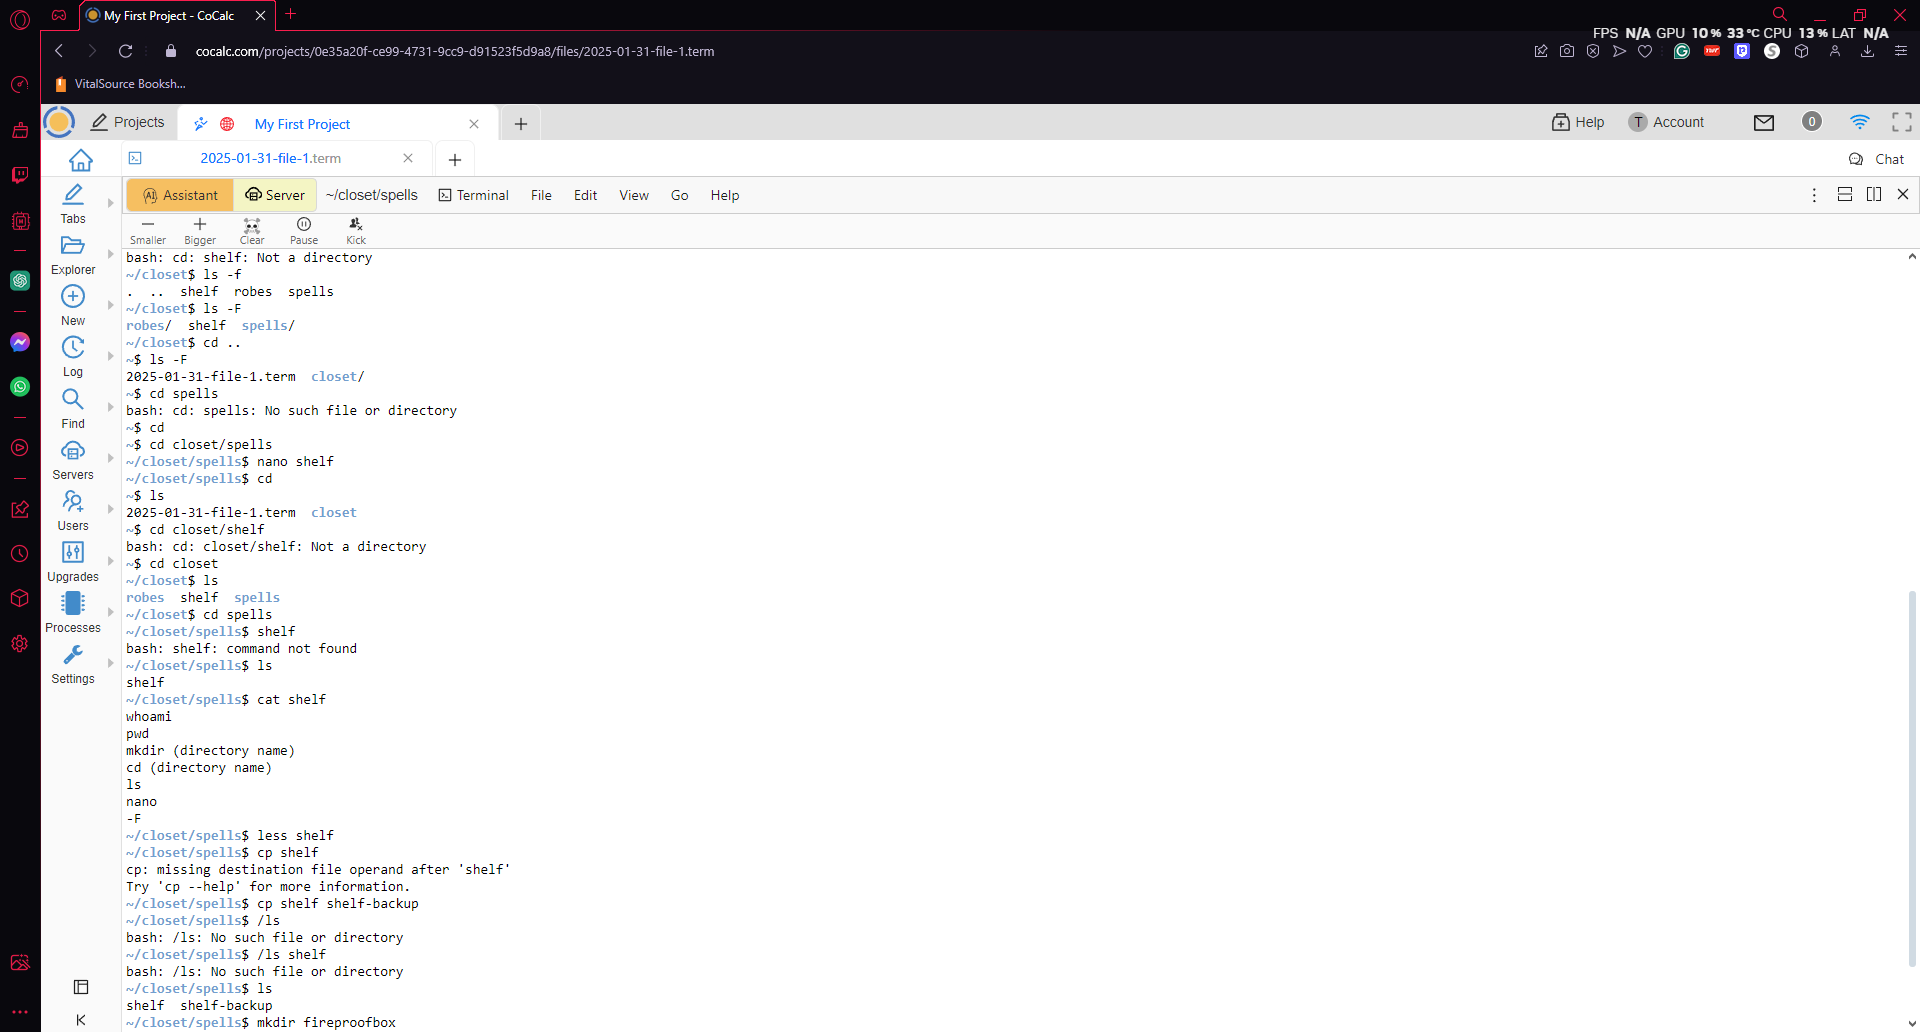 My First Project - CoCalc
FPS N/A GPU 10 % 33 °C CPU 13 % LAT N/A
cocalc.com/projects/0e35a20f-ce99-4731-9cc9-d91523f5d9a8/files/2025-01-31-file-1.term
VitalSource Booksh...
Projects
My First Project
Help
T Account
0
2025-01-31-file-1.term
Chat
Assistant
Server
~/closet/spells
Terminal
File
Edit
View
Go
Help
Smaller
Bigger
Clear
Pause
Kick
Tabs
Explorer
New
Log
Find
Servers
Users
Upgrades
Processes
Settings
bash: cd: shelf: Not a directory
~/closet$ ls -f
.  ..  shelf  robes  spells
~/closet$ ls -F
robes/  shelf  spells/
~/closet$ cd ..
~$ ls -F
2025-01-31-file-1.term  closet/
~$ cd spells
bash: cd: spells: No such file or directory
~$ cd
~$ cd closet/spells
~/closet/spells$ nano shelf
~/closet/spells$ cd
~$ ls
2025-01-31-file-1.term  closet
~$ cd closet/shelf
bash: cd: closet/shelf: Not a directory
~$ cd closet
~/closet$ ls
robes  shelf  spells
~/closet$ cd spells
~/closet/spells$ shelf
bash: shelf: command not found
~/closet/spells$ ls
shelf
~/closet/spells$ cat shelf
whoami
pwd
mkdir (directory name)
cd (directory name)
ls
nano
-F
~/closet/spells$ less shelf
~/closet/spells$ cp shelf
cp: missing destination file operand after 'shelf'
Try 'cp --help' for more information.
~/closet/spells$ cp shelf shelf-backup
~/closet/spells$ /ls
bash: /ls: No such file or directory
~/closet/spells$ /ls shelf
bash: /ls: No such file or directory
~/closet/spells$ ls
shelf  shelf-backup
~/closet/spells$ mkdir fireproofbox